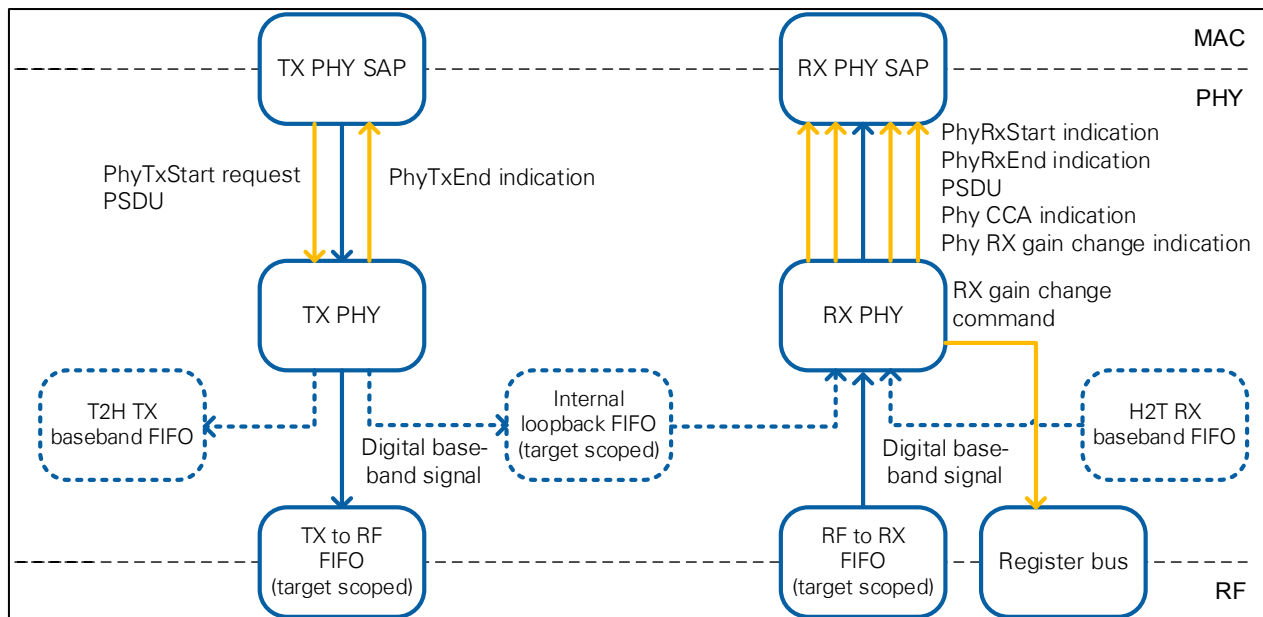 MAC
TX PHY SAP
RX PHY SAP
PHY
PhyTxStart request
PSDU
PhyTxEnd indication
PhyRxStart indication
PhyRxEnd indication
PSDU
Phy CCA indication
Phy RX gain change indication
TX PHY
RX PHY
RX gain change
command
T2H TX
baseband FIFO
Internal
loopback FIFO
(target scoped)
H2T RX
baseband FIFO
Digital base-
band signal
Digital base-
band signal
TX to RF
FIFO
(target scoped)
RF to RX
FIFO
(target scoped)
Register bus
RF